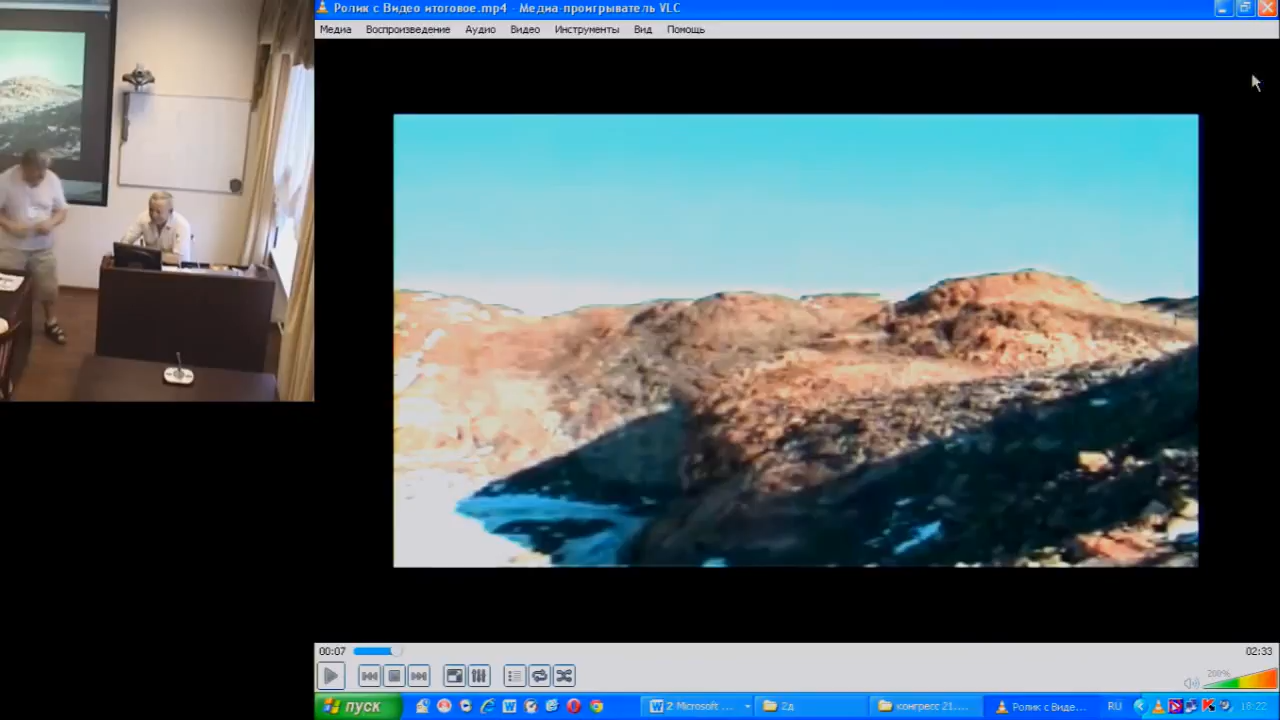 Ролик с Видео итоговое.mp4 - Медиа-проигрыватель VLC
Медиа Воспроизведение Аудио Видео Инструменты Вид Помощь
00:07 02:33
200%
пуск 2 Microsoft ... 2д конгресс 21.... Ролик с Виде... RU 18:22